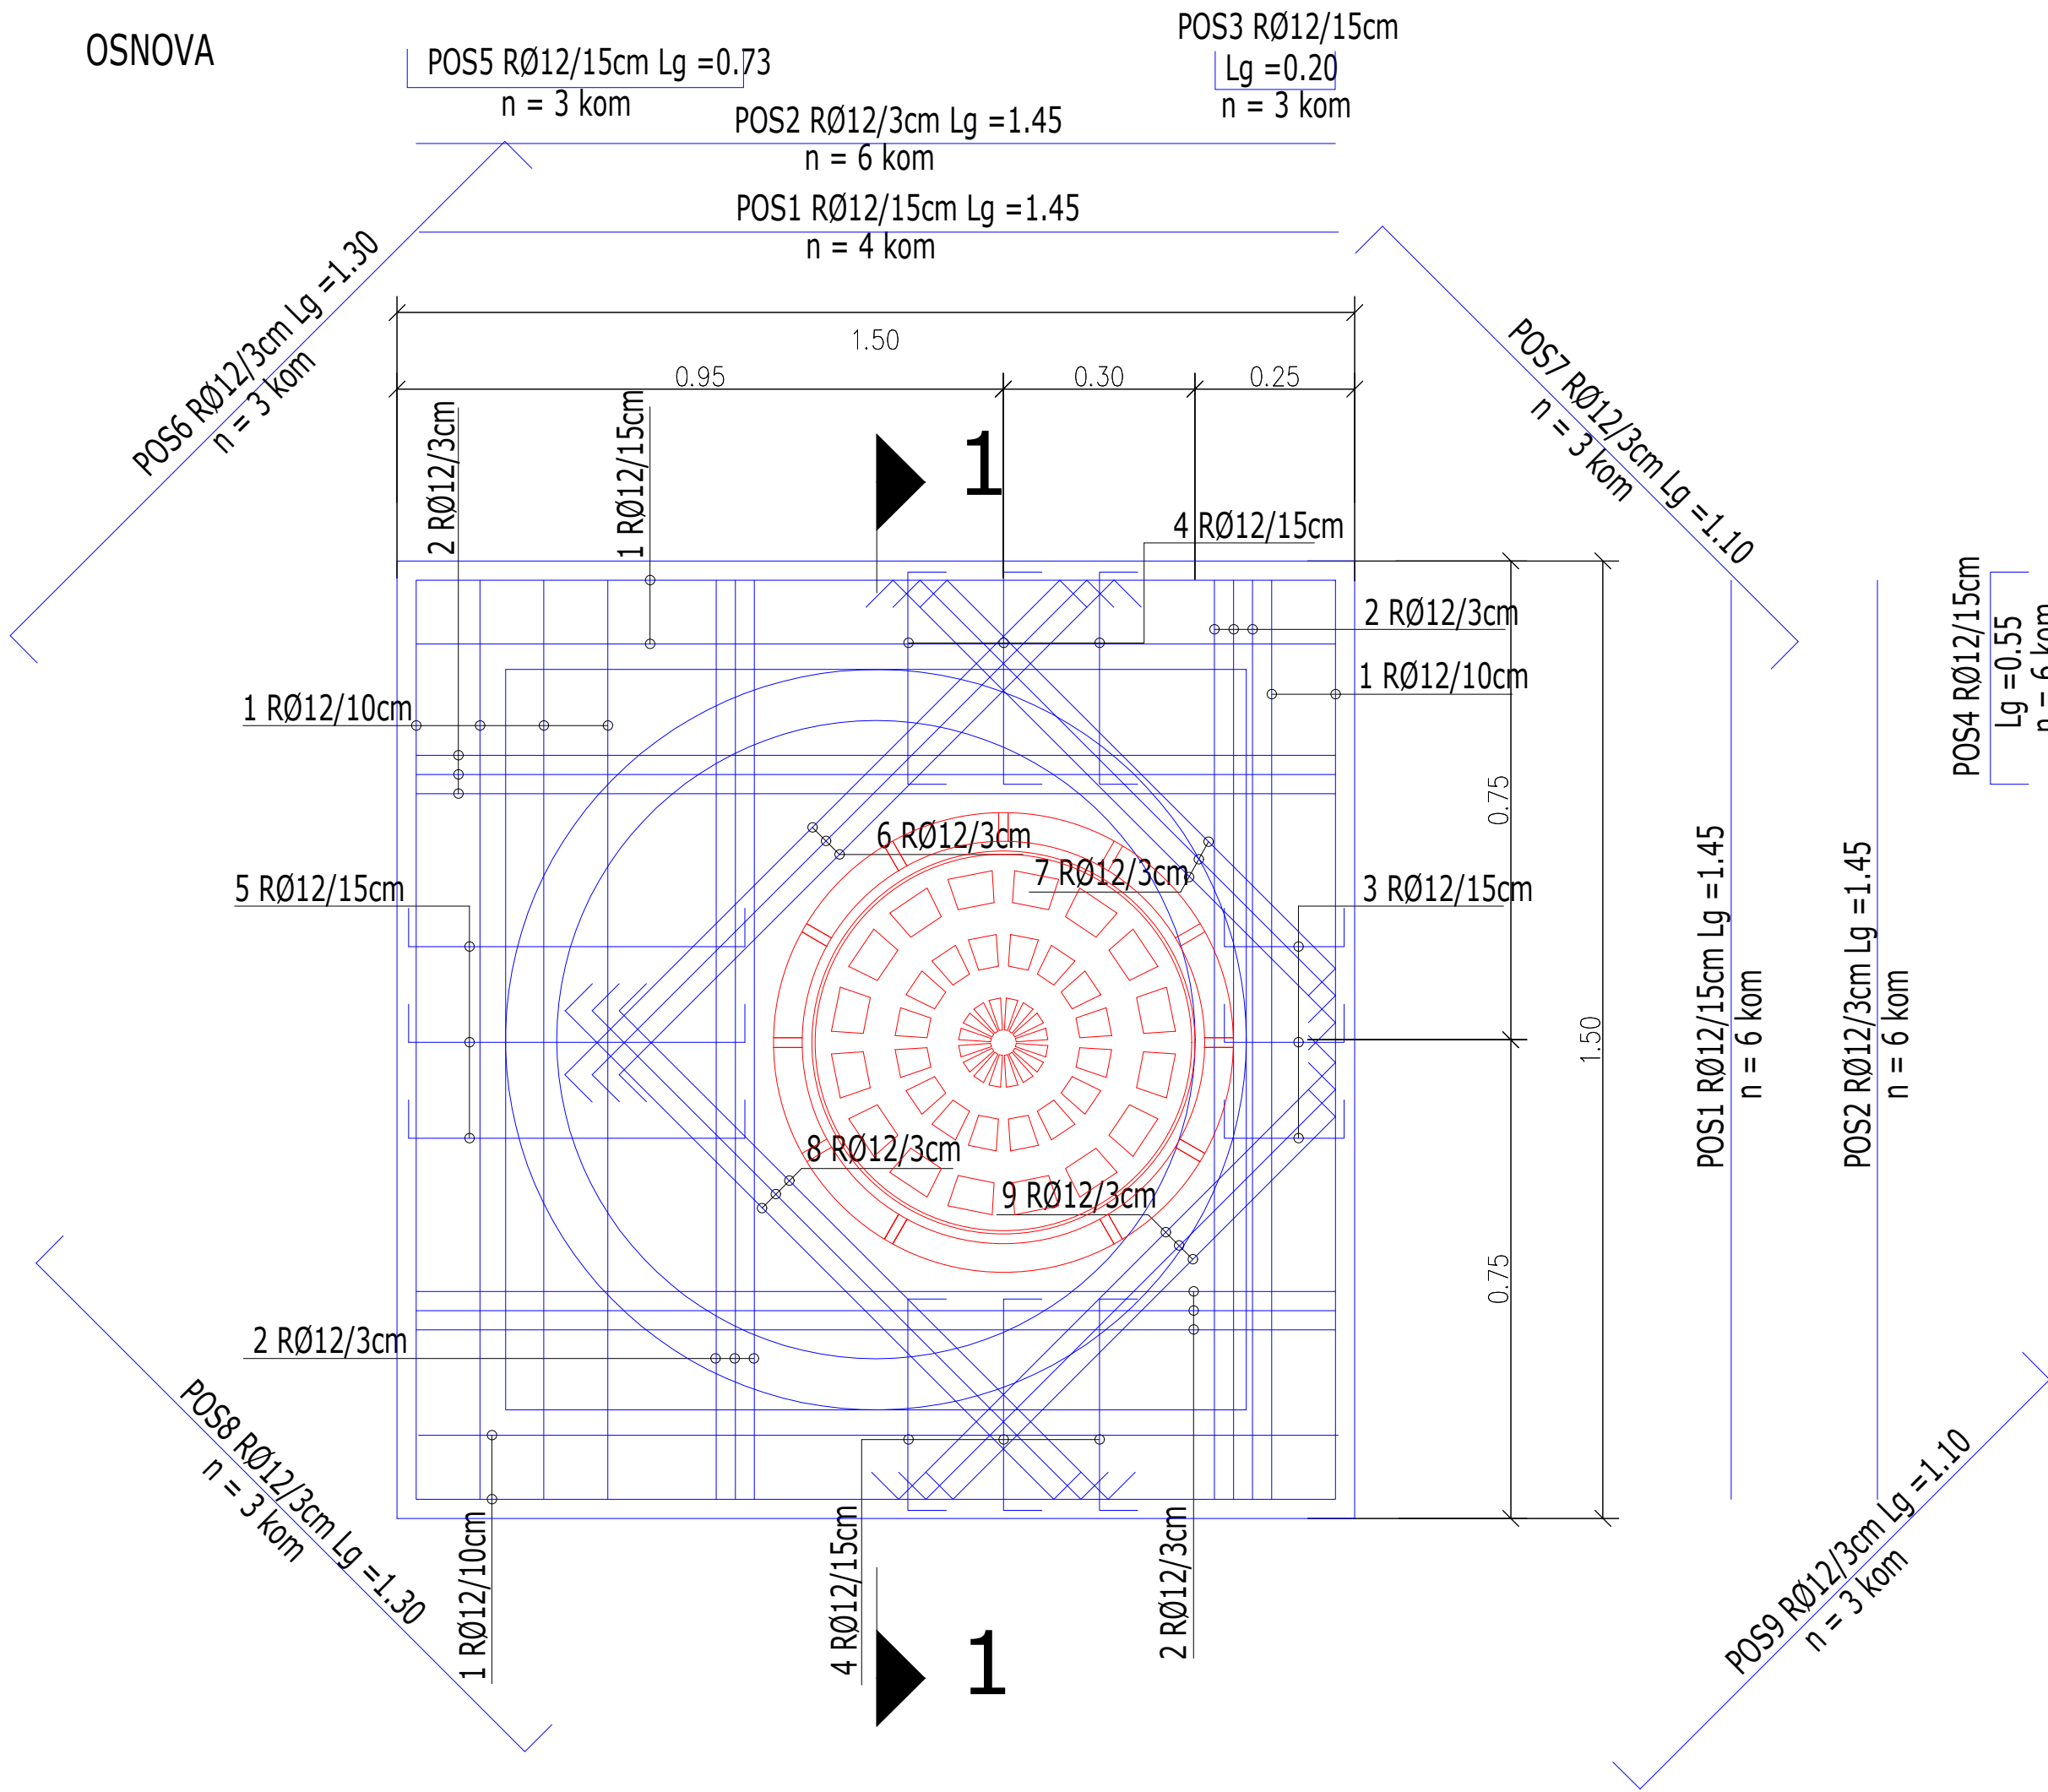 OSNOVA
POS5 RØ12/15cm Lg =0.73
n = 3 kom
POS3 RØ12/15cm
Lg =0.20
n = 3 kom
POS2 RØ12/3cm Lg =1.45
n = 6 kom
POS1 RØ12/15cm Lg =1.45
n = 4 kom
POS6 RØ12/3cm Lg =1.30
n = 3 kom
POS7 RØ12/3cm Lg =1.10
n = 3 kom
1.50
0.95
0.30
0.25
2 RØ12/3cm
1 RØ12/15cm
1
4 RØ12/15cm
2 RØ12/3cm
1 RØ12/10cm
1 RØ12/10cm
POS4 RØ12/15cm
Lg =0.55
n = 6 kom
0.75
6 RØ12/3cm
7 RØ12/3cm
5 RØ12/15cm
3 RØ12/15cm
1.50
POS1 RØ12/15cm Lg =1.45
n = 6 kom
POS2 RØ12/3cm Lg =1.45
n = 6 kom
8 RØ12/3cm
9 RØ12/3cm
0.75
2 RØ12/3cm
POS8 RØ12/3cm Lg =1.30
n = 3 kom
1 RØ12/10cm
4 RØ12/15cm
2 RØ12/3cm
POS9 RØ12/3cm Lg =1.10
n = 3 kom
1